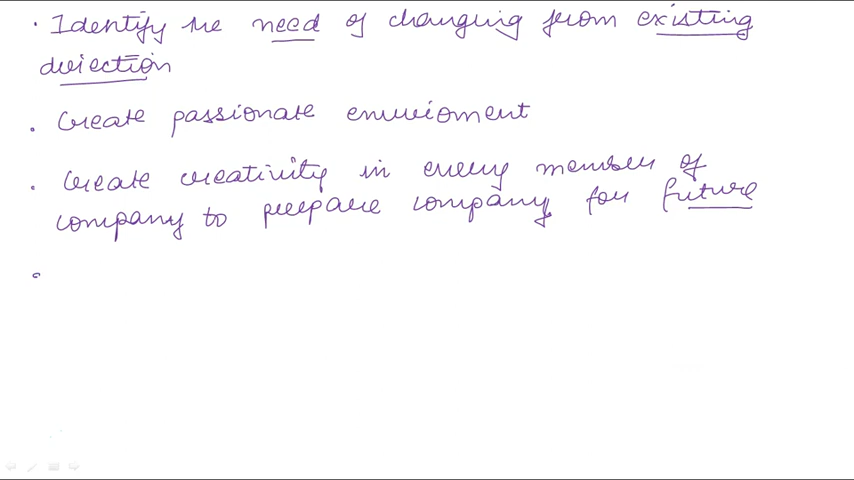 · Identify the need of changing from existing
direction
· Create passionate enviroment
· Create creativity in every member of
company to prepare company for future